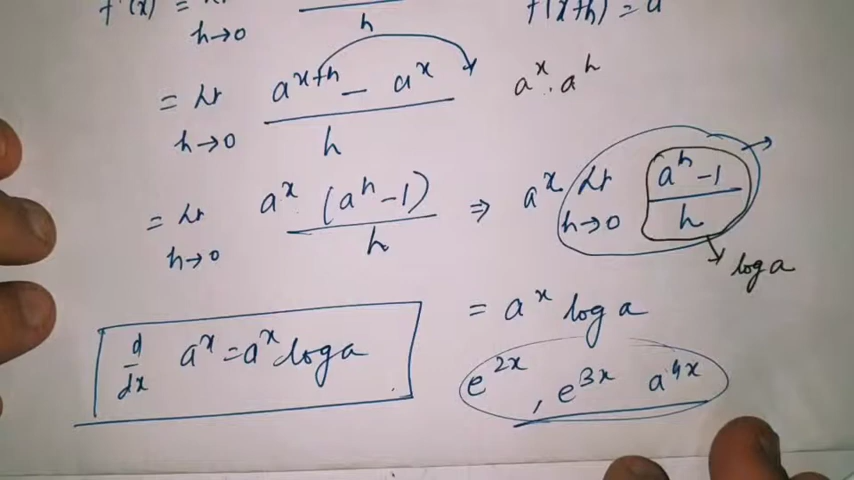 f'(x) =
h→0 h f(x+h) = a
= Lt a^{x+h} - a^x a^x . a^h
h→0 h
= Lt a^x (a^h - 1) ⇒ a^x Lt a^h - 1
h→0 h h→0 h
log a
= a^x log a
d/dx a^x = a^x log a
e^{2x} , e^{3x} a^{4x}